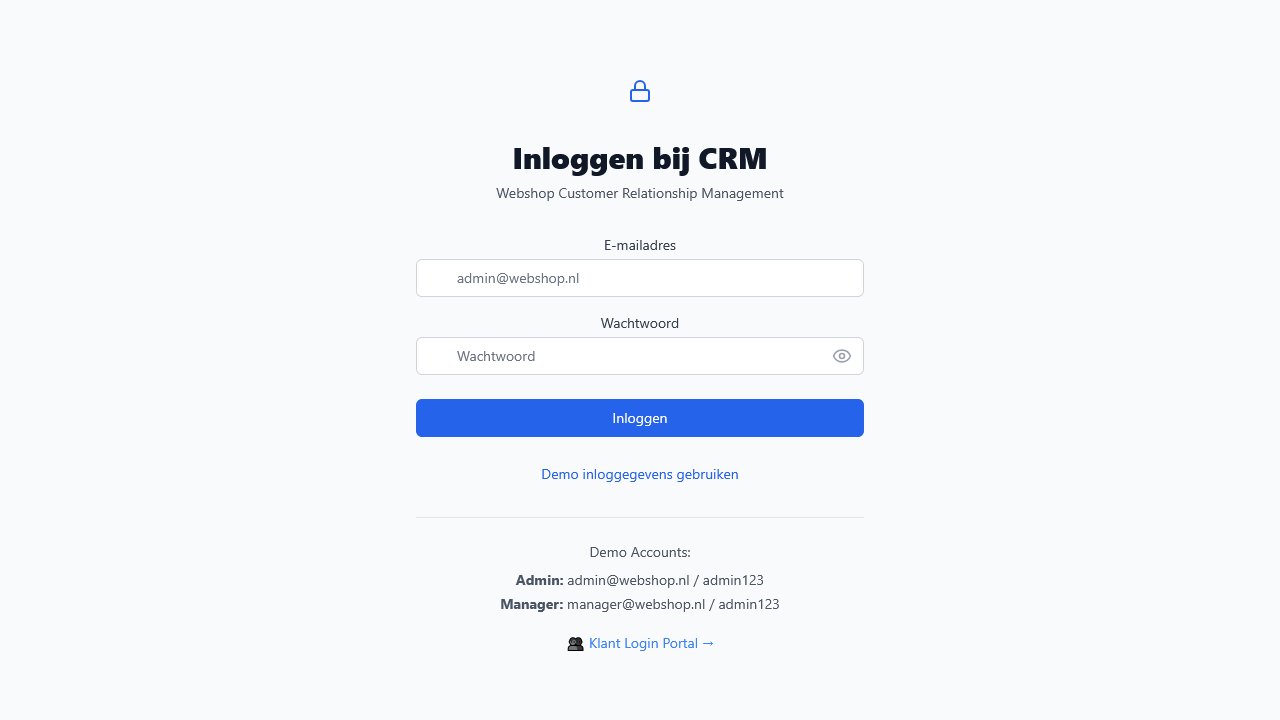 Inloggen bij CRM
Webshop Customer Relationship Management
E-mailadres
admin@webshop.nl
Wachtwoord
Wachtwoord
Inloggen
Demo inloggegevens gebruiken
Demo Accounts:
Admin: admin@webshop.nl / admin123
Manager: manager@webshop.nl / admin123
👥 Klant Login Portal →